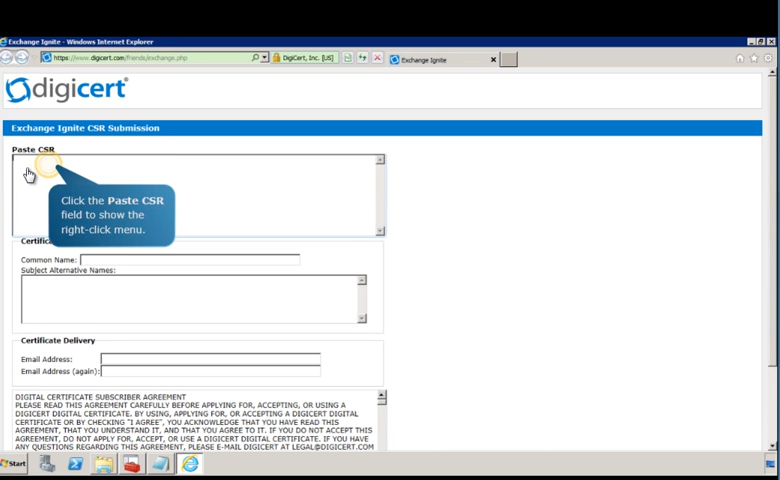 Exchange Ignite - Windows Internet Explorer
https://www.digicert.com/friends/exchange.php
DigiCert, Inc. [US]
Exchange Ignite
digicert®
Exchange Ignite CSR Submission
Paste CSR
Click the Paste CSR
field to show the
right-click menu.
Certific
Common Name:
Subject Alternative Names:
Certificate Delivery
Email Address:
Email Address (again):
DIGITAL CERTIFICATE SUBSCRIBER AGREEMENT
PLEASE READ THIS AGREEMENT CAREFULLY BEFORE APPLYING FOR, ACCEPTING, OR USING A
DIGICERT DIGITAL CERTIFICATE. BY USING, APPLYING FOR, OR ACCEPTING A DIGICERT DIGITAL
CERTIFICATE OR BY CHECKING "I AGREE", YOU ACKNOWLEDGE THAT YOU HAVE READ THIS
AGREEMENT, THAT YOU UNDERSTAND IT, AND THAT YOU AGREE TO IT. IF YOU DO NOT ACCEPT THIS
AGREEMENT, DO NOT APPLY FOR, ACCEPT, OR USE A DIGICERT DIGITAL CERTIFICATE. IF YOU HAVE
ANY QUESTIONS REGARDING THIS AGREEMENT, PLEASE E-MAIL DIGICERT AT LEGAL@DIGICERT.COM
Start